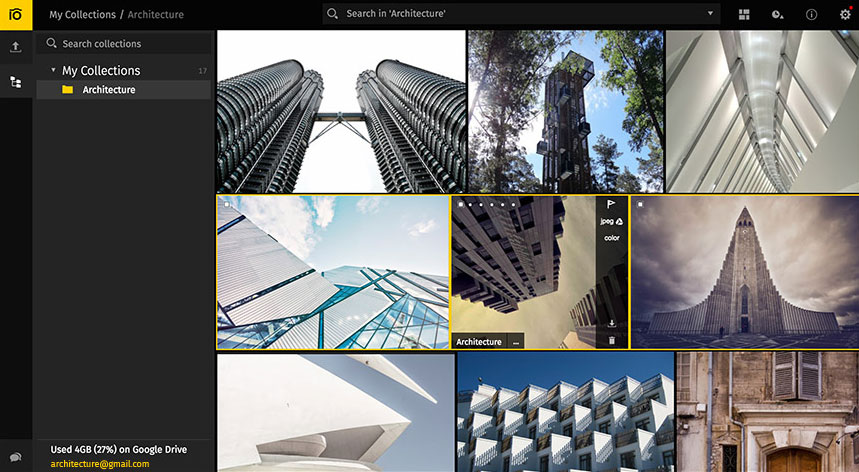 My Collections / Architecture
Search in 'Architecture'
Search collections
My Collections 17
Architecture
jpeg
color
Architecture ...
Used 4GB (27%) on Google Drive
architecture@gmail.com